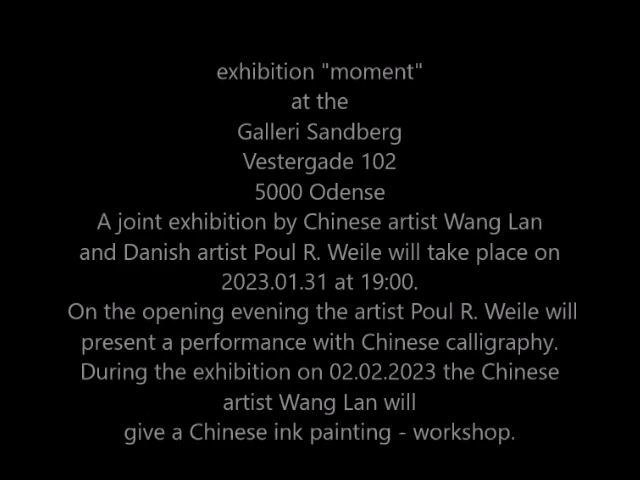 exhibition "moment"
at the
Galleri Sandberg
Vestergade 102
5000 Odense
A joint exhibition by Chinese artist Wang Lan
and Danish artist Poul R. Weile will take place on
2023.01.31 at 19:00.
On the opening evening the artist Poul R. Weile will
present a performance with Chinese calligraphy.
During the exhibition on 02.02.2023 the Chinese
artist Wang Lan will
give a Chinese ink painting - workshop.